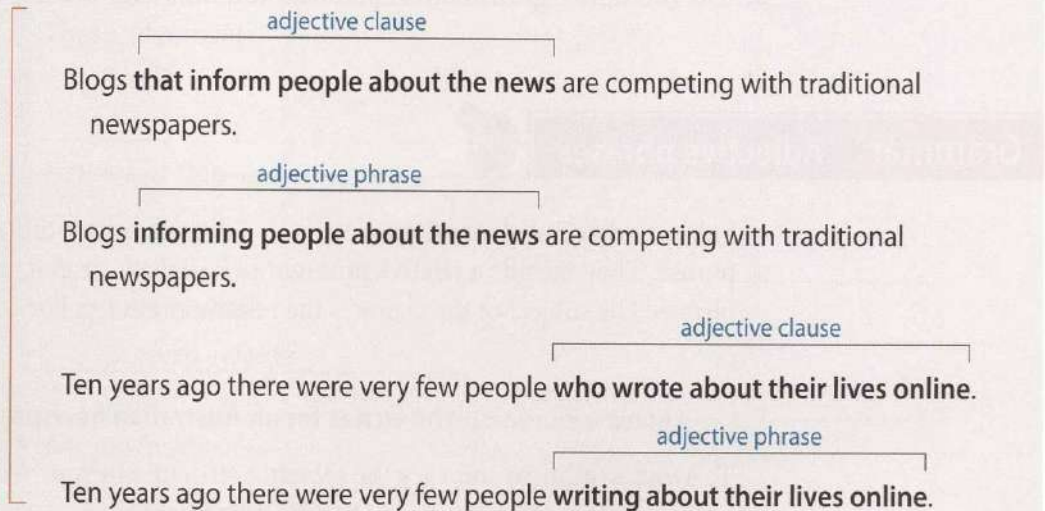 adjective clause
Blogs that inform people about the news are competing with traditional
newspapers.
adjective phrase
Blogs informing people about the news are competing with traditional
newspapers.
adjective clause
Ten years ago there were very few people who wrote about their lives online.
adjective phrase
Ten years ago there were very few people writing about their lives online.